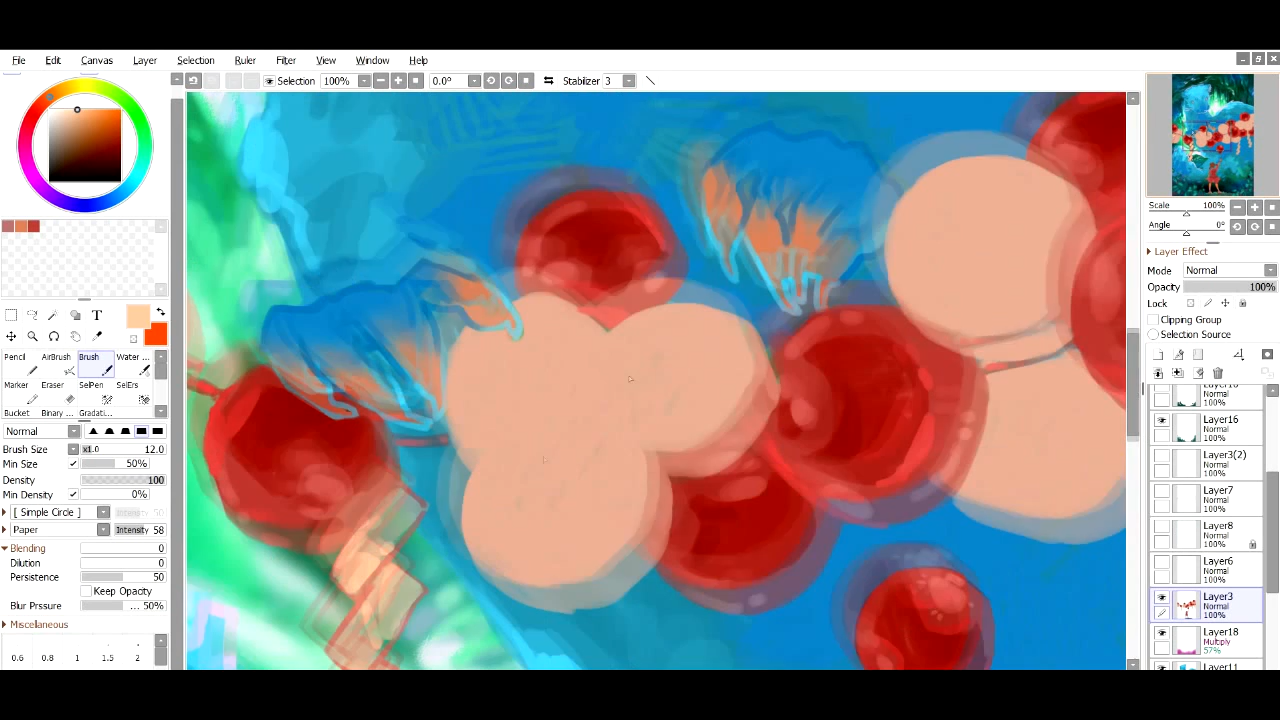 File Edit Canvas Layer Selection Ruler Filter View Window Help
Selection 100% 0.0° Stabilizer 3
T
Pencil AirBrush Brush Water ...
Marker Eraser SelPen SelErs
Bucket Binary ... Gradati...
Normal
Brush Size x1.0 12.0
Min Size 50%
Density 100
Min Density 0%
[ Simple Circle ]
Paper Intensity 58
Blending 0
Dilution 0
Persistence 50
Keep Opacity
Blur Prssure ... 50%
Miscellaneous
0.6 0.8 1 1.5 2
Scale 100%
Angle 0°
Layer Effect
Mode Normal
Opacity 100%
Lock
Clipping Group
Selection Source
Normal
100%
Layer16
Normal
100%
Layer3(2)
Normal
100%
Layer7
Normal
100%
Layer8
Normal
100%
Layer6
Normal
100%
Layer3
Normal
100%
Layer18
Multiply
57%
Layer11